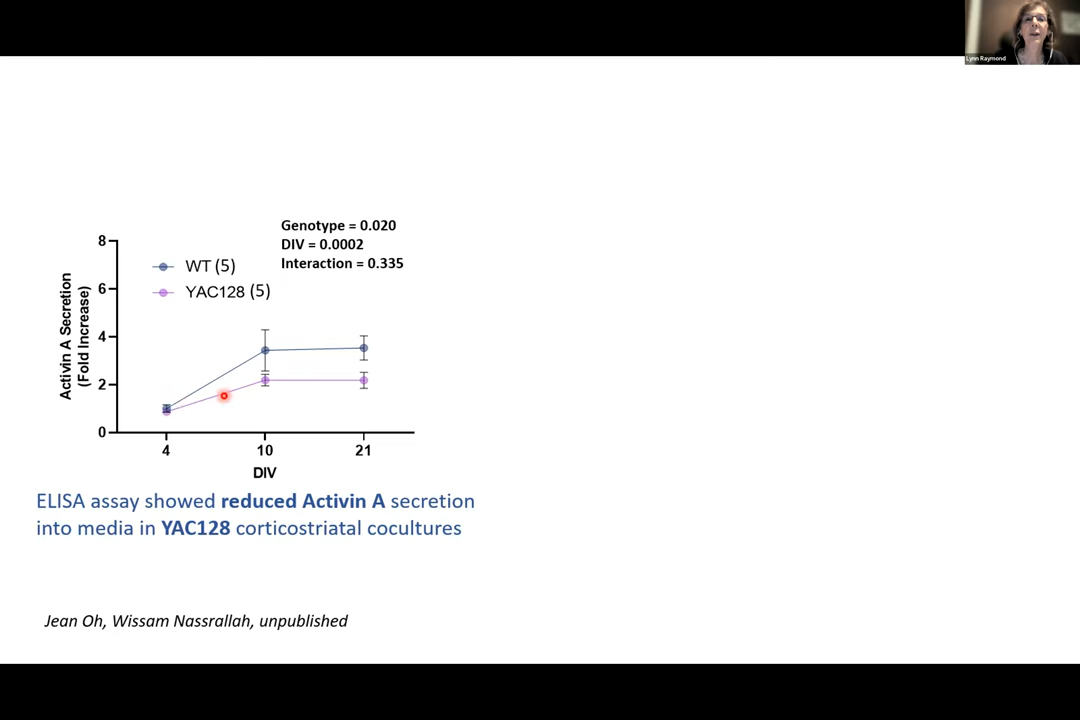 Lynn Raymond
Genotype = 0.020
DIV = 0.0002
Interaction = 0.335
WT (5)
YAC128 (5)
Activin A Secretion
(Fold Increase)
8
6
4
2
0
4 10 21
DIV
ELISA assay showed reduced Activin A secretion
into media in YAC128 corticostriatal cocultures
Jean Oh, Wissam Nassrallah, unpublished